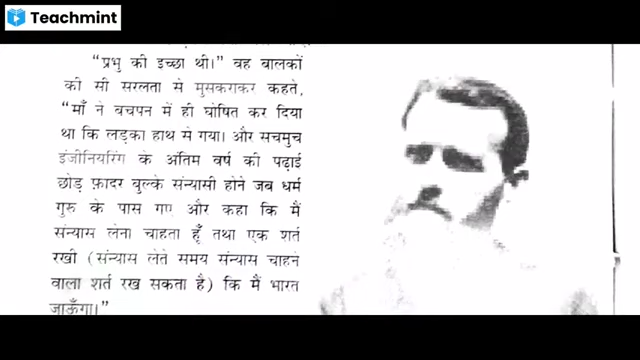 Teachmint
“प्रभु की इच्छा थी।” वह बालकों
की सी सरलता से मुसकराकर कहते,
“माँ ने बचपन में ही घोषित कर दिया
था कि लड़का हाथ से गया। और सचमुच
इंजीनियरिंग के अंतिम वर्ष की पढ़ाई
छोड़ फ़ादर बुल्के संन्यासी होने जब धर्म
गुरु के पास गए और कहा कि मैं
संन्यास लेना चाहता हूँ तथा एक शर्त
रखी (संन्यास लेते समय संन्यास चाहने
वाला शर्त रख सकता है) कि मैं भारत
जाऊँगा।”